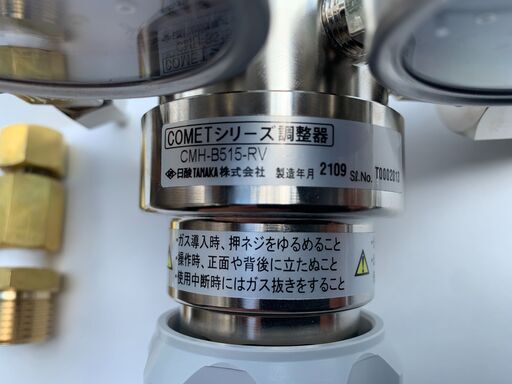 COMETシリーズ調整器
CMH-B515-RV
日酸TANAKA株式会社 製造年月 2109 Sl.No. T0002013
・ガス導入時、押ネジをゆるめること
・操作時、正面や背後に立たぬこと
・使用中断時にはガス抜きをすること